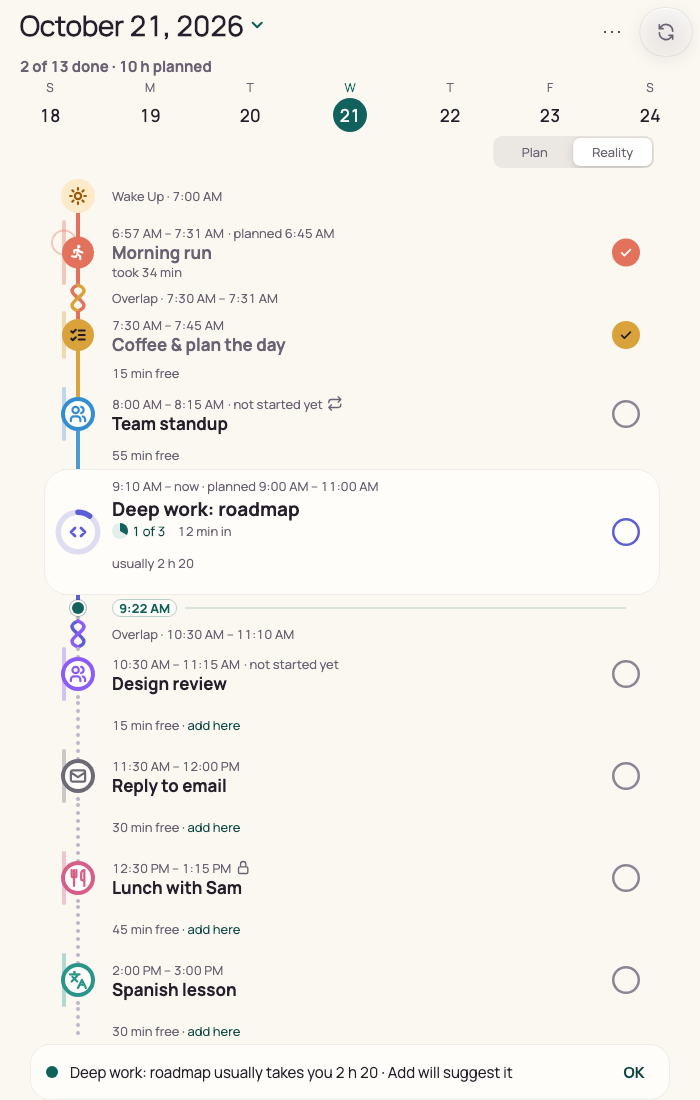 October 21, 2026
...
2 of 13 done · 10 h planned
S M T W T F S
18 19 20 21 22 23 24
Plan Reality
Wake Up · 7:00 AM
6:57 AM – 7:31 AM · planned 6:45 AM
Morning run
took 34 min
Overlap · 7:30 AM – 7:31 AM
7:30 AM – 7:45 AM
Coffee & plan the day
15 min free
8:00 AM – 8:15 AM · not started yet
Team standup
55 min free
9:10 AM – now · planned 9:00 AM – 11:00 AM
Deep work: roadmap
1 of 3 12 min in
usually 2 h 20
9:22 AM
Overlap · 10:30 AM – 11:10 AM
10:30 AM – 11:15 AM · not started yet
Design review
15 min free · add here
11:30 AM – 12:00 PM
Reply to email
30 min free · add here
12:30 PM – 1:15 PM
Lunch with Sam
45 min free · add here
2:00 PM – 3:00 PM
Spanish lesson
30 min free · add here
Deep work: roadmap usually takes you 2 h 20 · Add will suggest it OK